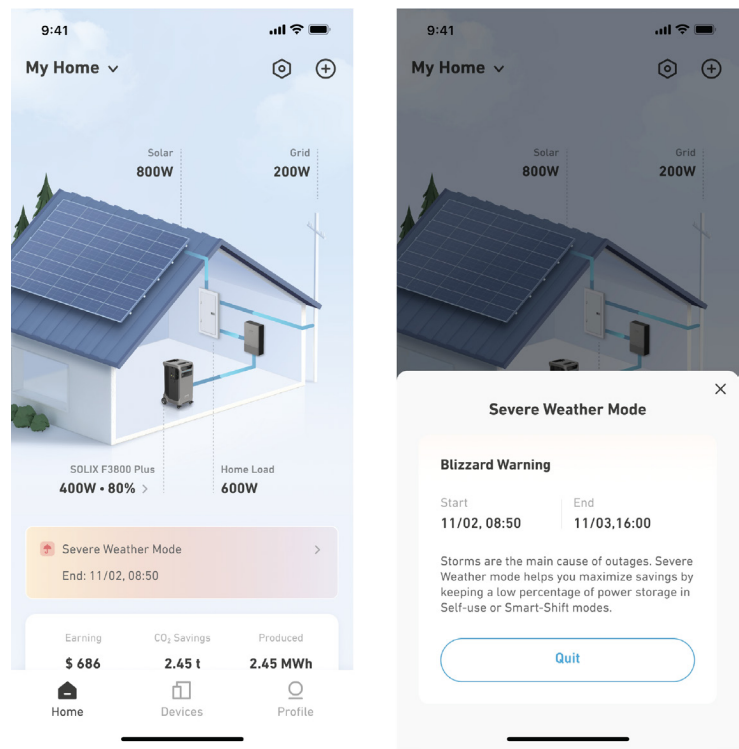 9:41
My Home
Solar
800W
Grid
200W
SOLIX F3800 Plus
400W • 80% >
Home Load
600W
Severe Weather Mode
End: 11/02, 08:50
Earning
$ 686
CO₂ Savings
2.45 t
Produced
2.45 MWh
Home
Devices
Profile
9:41
My Home
Solar
800W
Grid
200W
Severe Weather Mode
Blizzard Warning
Start
11/02, 08:50
End
11/03,16:00
Storms are the main cause of outages. Severe
Weather mode helps you maximize savings by
keeping a low percentage of power storage in
Self-use or Smart-Shift modes.
Quit